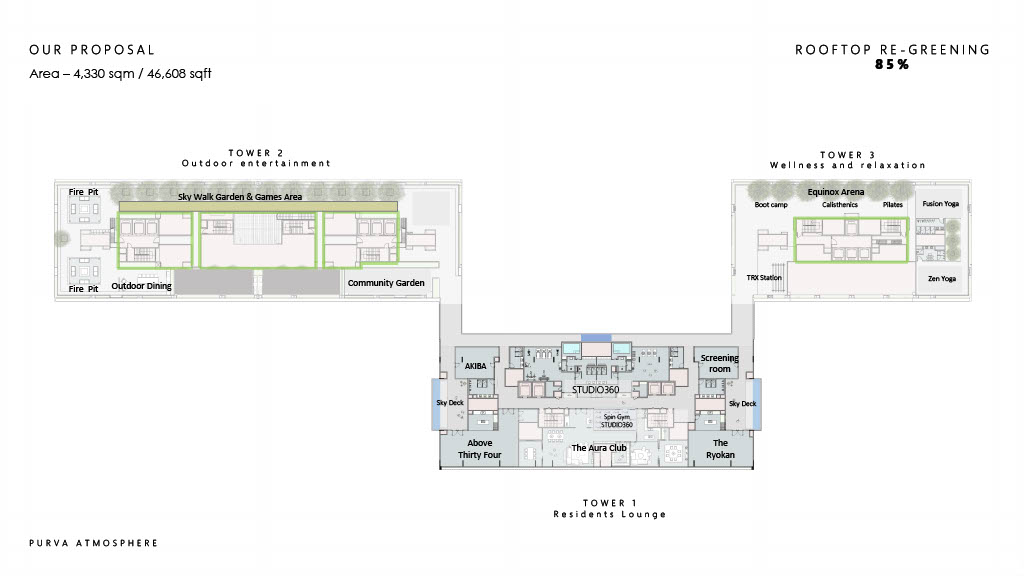 OUR PROPOSAL
Area – 4,330 sqm / 46,608 sqft
ROOFTOP RE-GREENING
85%
TOWER 2
Outdoor entertainment
Fire Pit
Sky Walk Garden & Games Area
Fire Pit
Outdoor Dining
Community Garden
TOWER 3
Wellness and relaxation
Equinox Arena
Boot camp
Calisthenics
Pilates
Fusion Yoga
TRX Station
Zen Yoga
AKIBA
Screening
room
STUDIO360
Sky Deck
Sky Deck
Spin Gym
STUDIO360
Above
Thirty Four
The Aura Club
The
Ryokan
TOWER 1
Residents Lounge
PURVA ATMOSPHERE